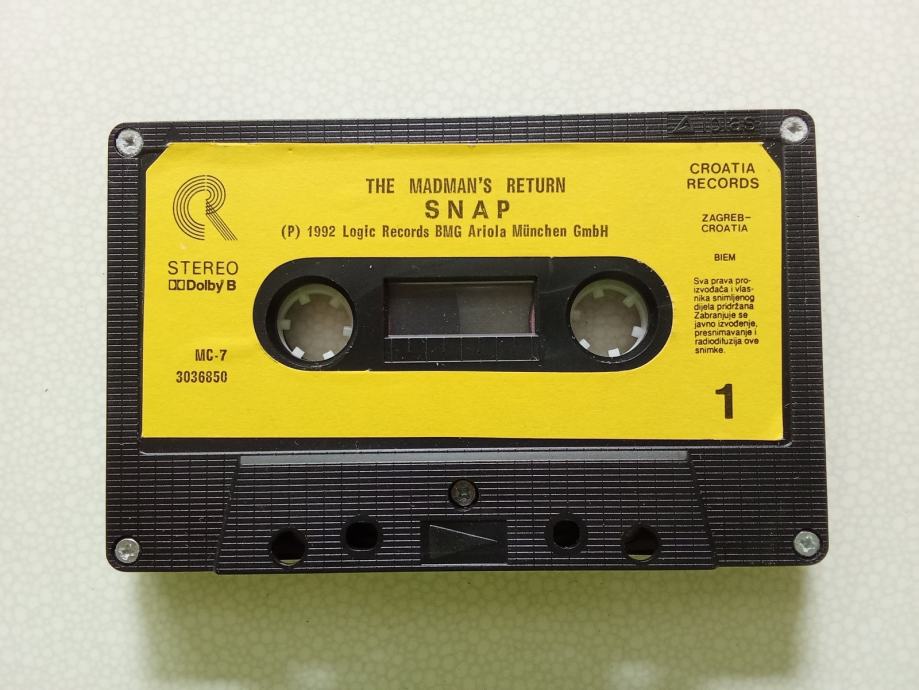 THE MADMAN'S RETURN
SNAP
(P) 1992 Logic Records BMG Ariola München GmbH
CROATIA
RECORDS
ZAGREB–
CROATIA
BIEM
Sva prava pro-
izvođača i vlas-
nika snimljenog
dijela pridržana
Zabranjuje se
javno izvođenje,
presnimavanje i
radiodifuzija ove
snimke.
STEREO
Dolby B
MC-7
3036850
1